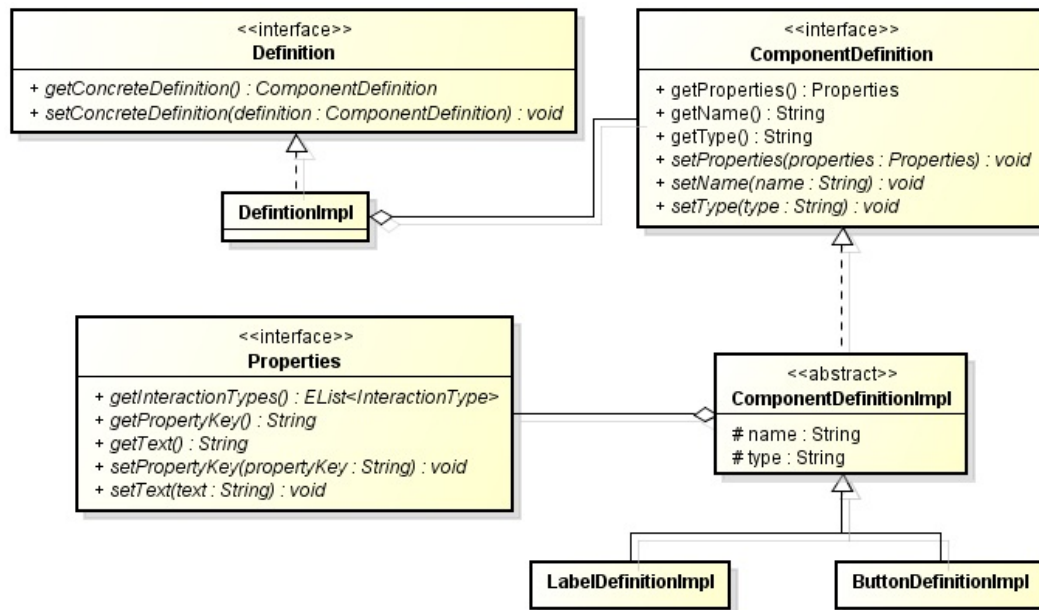 <<interface>>
Definition
+ getConcreteDefinition() : ComponentDefinition
+ setConcreteDefinition(definition : ComponentDefinition) : void
<<interface>>
ComponentDefinition
+ getProperties() : Properties
+ getName() : String
+ getType() : String
+ setProperties(properties : Properties) : void
+ setName(name : String) : void
+ setType(type : String) : void
DefintionImpl
<<interface>>
Properties
+ getInteractionTypes() : EList<InteractionType>
+ getPropertyKey() : String
+ getText() : String
+ setPropertyKey(propertyKey : String) : void
+ setText(text : String) : void
<<abstract>>
ComponentDefinitionImpl
# name : String
# type : String
LabelDefinitionImpl
ButtonDefinitionImpl